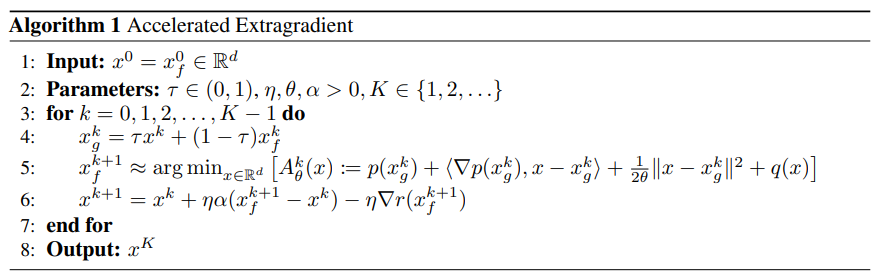 Algorithm 1 Accelerated Extragradient
1: Input: $x^0 = x_f^0 \in \mathbb{R}^d$
2: Parameters: $\tau \in (0, 1), \eta, \theta, \alpha > 0, K \in \{1, 2, \ldots\}$
3: for $k = 0, 1, 2, \ldots, K - 1$ do
4: $x_g^k = \tau x^k + (1 - \tau) x_f^k$
5: $x_f^{k+1} \approx \arg\min_{x \in \mathbb{R}^d} \left[ A_\theta^k(x) := p(x_g^k) + \langle \nabla p(x_g^k), x - x_g^k \rangle + \frac{1}{2\theta} \| x - x_g^k \|^2 + q(x) \right]$
6: $x^{k+1} = x^k + \eta\alpha(x_f^{k+1} - x^k) - \eta \nabla r(x_f^{k+1})$
7: end for
8: Output: $x^K$